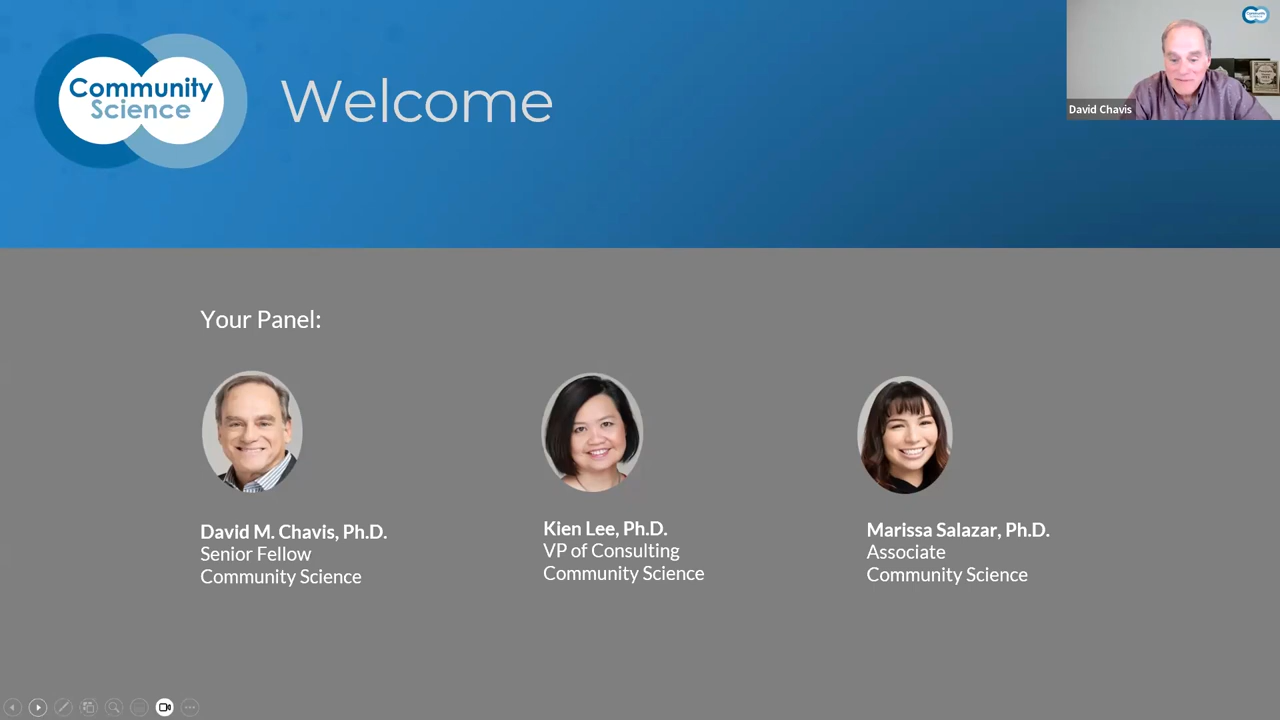 Community
Science
Welcome
Community
David Chavis
Your Panel:
David M. Chavis, Ph.D.
Senior Fellow
Community Science
Kien Lee, Ph.D.
VP of Consulting
Community Science
Marissa Salazar, Ph.D.
Associate
Community Science